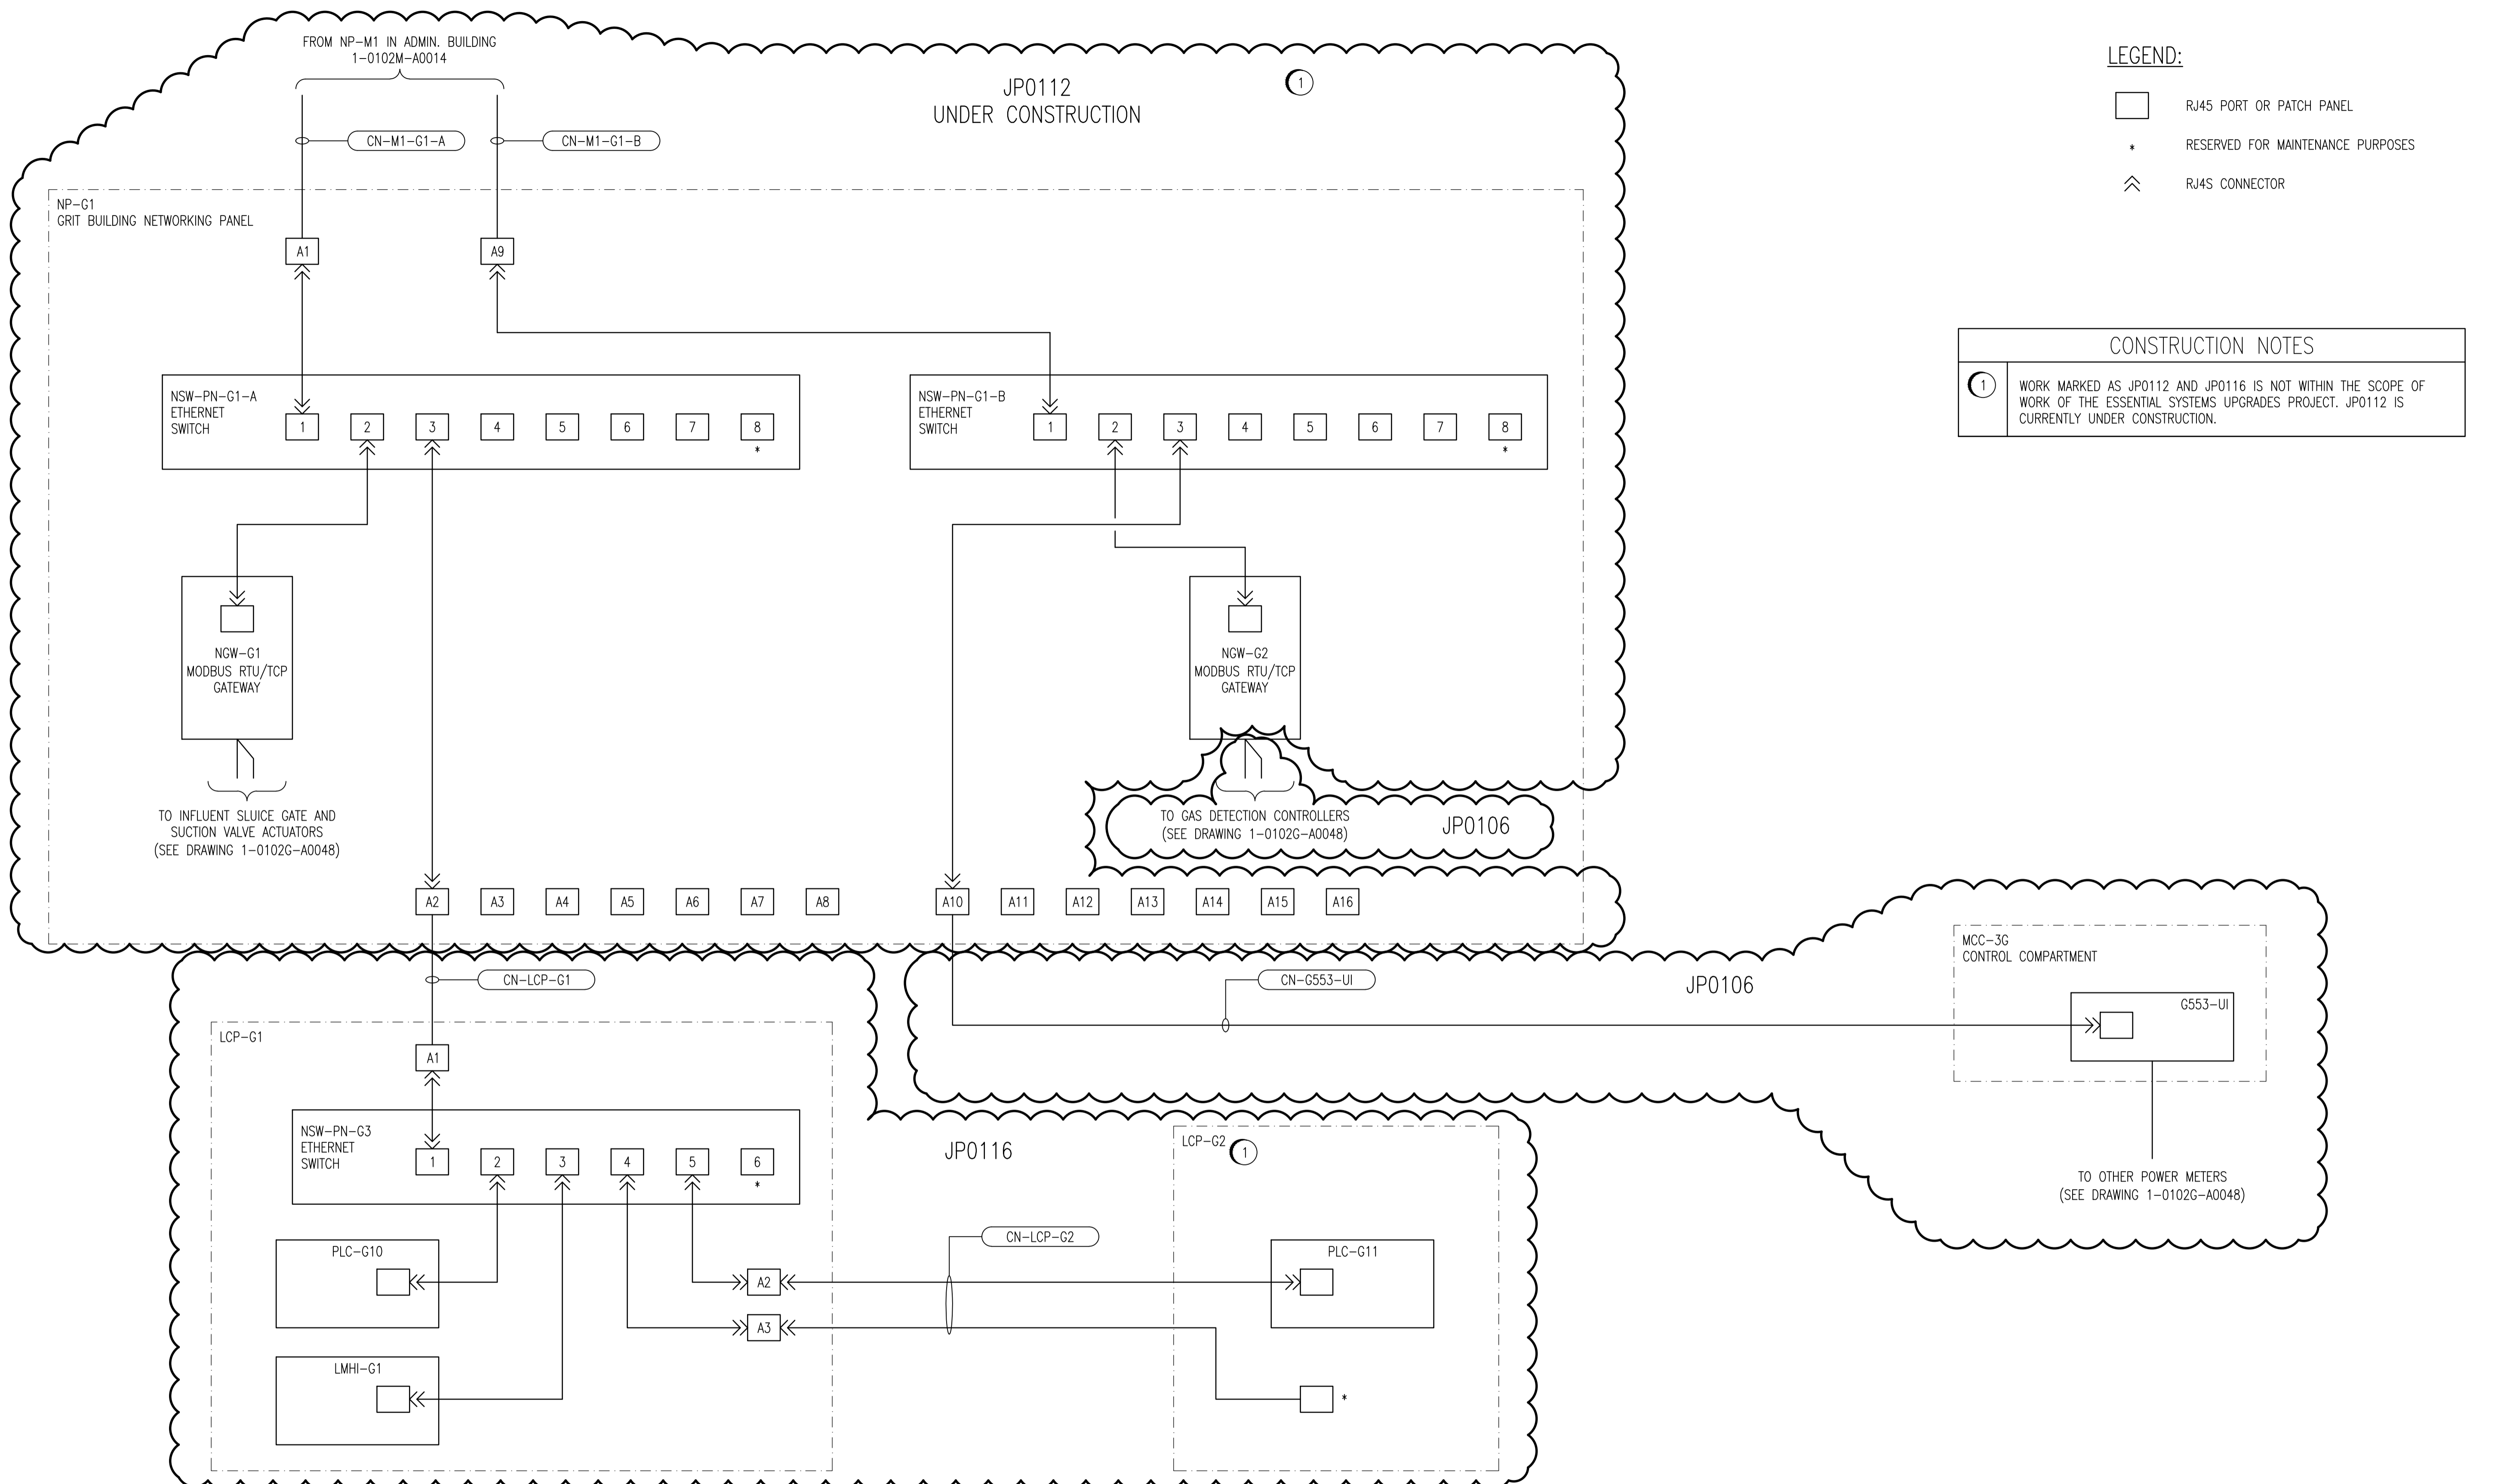 FROM NP-M1 IN ADMIN. BUILDING
1-0102M-A0014
JP0112
UNDER CONSTRUCTION
1
CN-M1-G1-A
CN-M1-G1-B
LEGEND:
RJ45 PORT OR PATCH PANEL
* RESERVED FOR MAINTENANCE PURPOSES
RJ4S CONNECTOR
NP-G1
GRIT BUILDING NETWORKING PANEL
A1
A9
CONSTRUCTION NOTES
1
WORK MARKED AS JP0112 AND JP0116 IS NOT WITHIN THE SCOPE OF
WORK OF THE ESSENTIAL SYSTEMS UPGRADES PROJECT. JP0112 IS
CURRENTLY UNDER CONSTRUCTION.
NSW-PN-G1-A
ETHERNET
SWITCH
1 2 3 4 5 6 7 8
*
NSW-PN-G1-B
ETHERNET
SWITCH
1 2 3 4 5 6 7 8
*
NGW-G1
MODBUS RTU/TCP
GATEWAY
NGW-G2
MODBUS RTU/TCP
GATEWAY
TO INFLUENT SLUICE GATE AND
SUCTION VALVE ACTUATORS
(SEE DRAWING 1-0102G-A0048)
TO GAS DETECTION CONTROLLERS
(SEE DRAWING 1-0102G-A0048)
JP0106
A2 A3 A4 A5 A6 A7 A8
A10 A11 A12 A13 A14 A15 A16
CN-LCP-G1
CN-G553-UI
JP0106
MCC-3G
CONTROL COMPARTMENT
G553-UI
TO OTHER POWER METERS
(SEE DRAWING 1-0102G-A0048)
LCP-G1
A1
NSW-PN-G3
ETHERNET
SWITCH
1 2 3 4 5 6
*
JP0116
LCP-G2
1
PLC-G10
CN-LCP-G2
PLC-G11
A2
A3
LMHI-G1
*